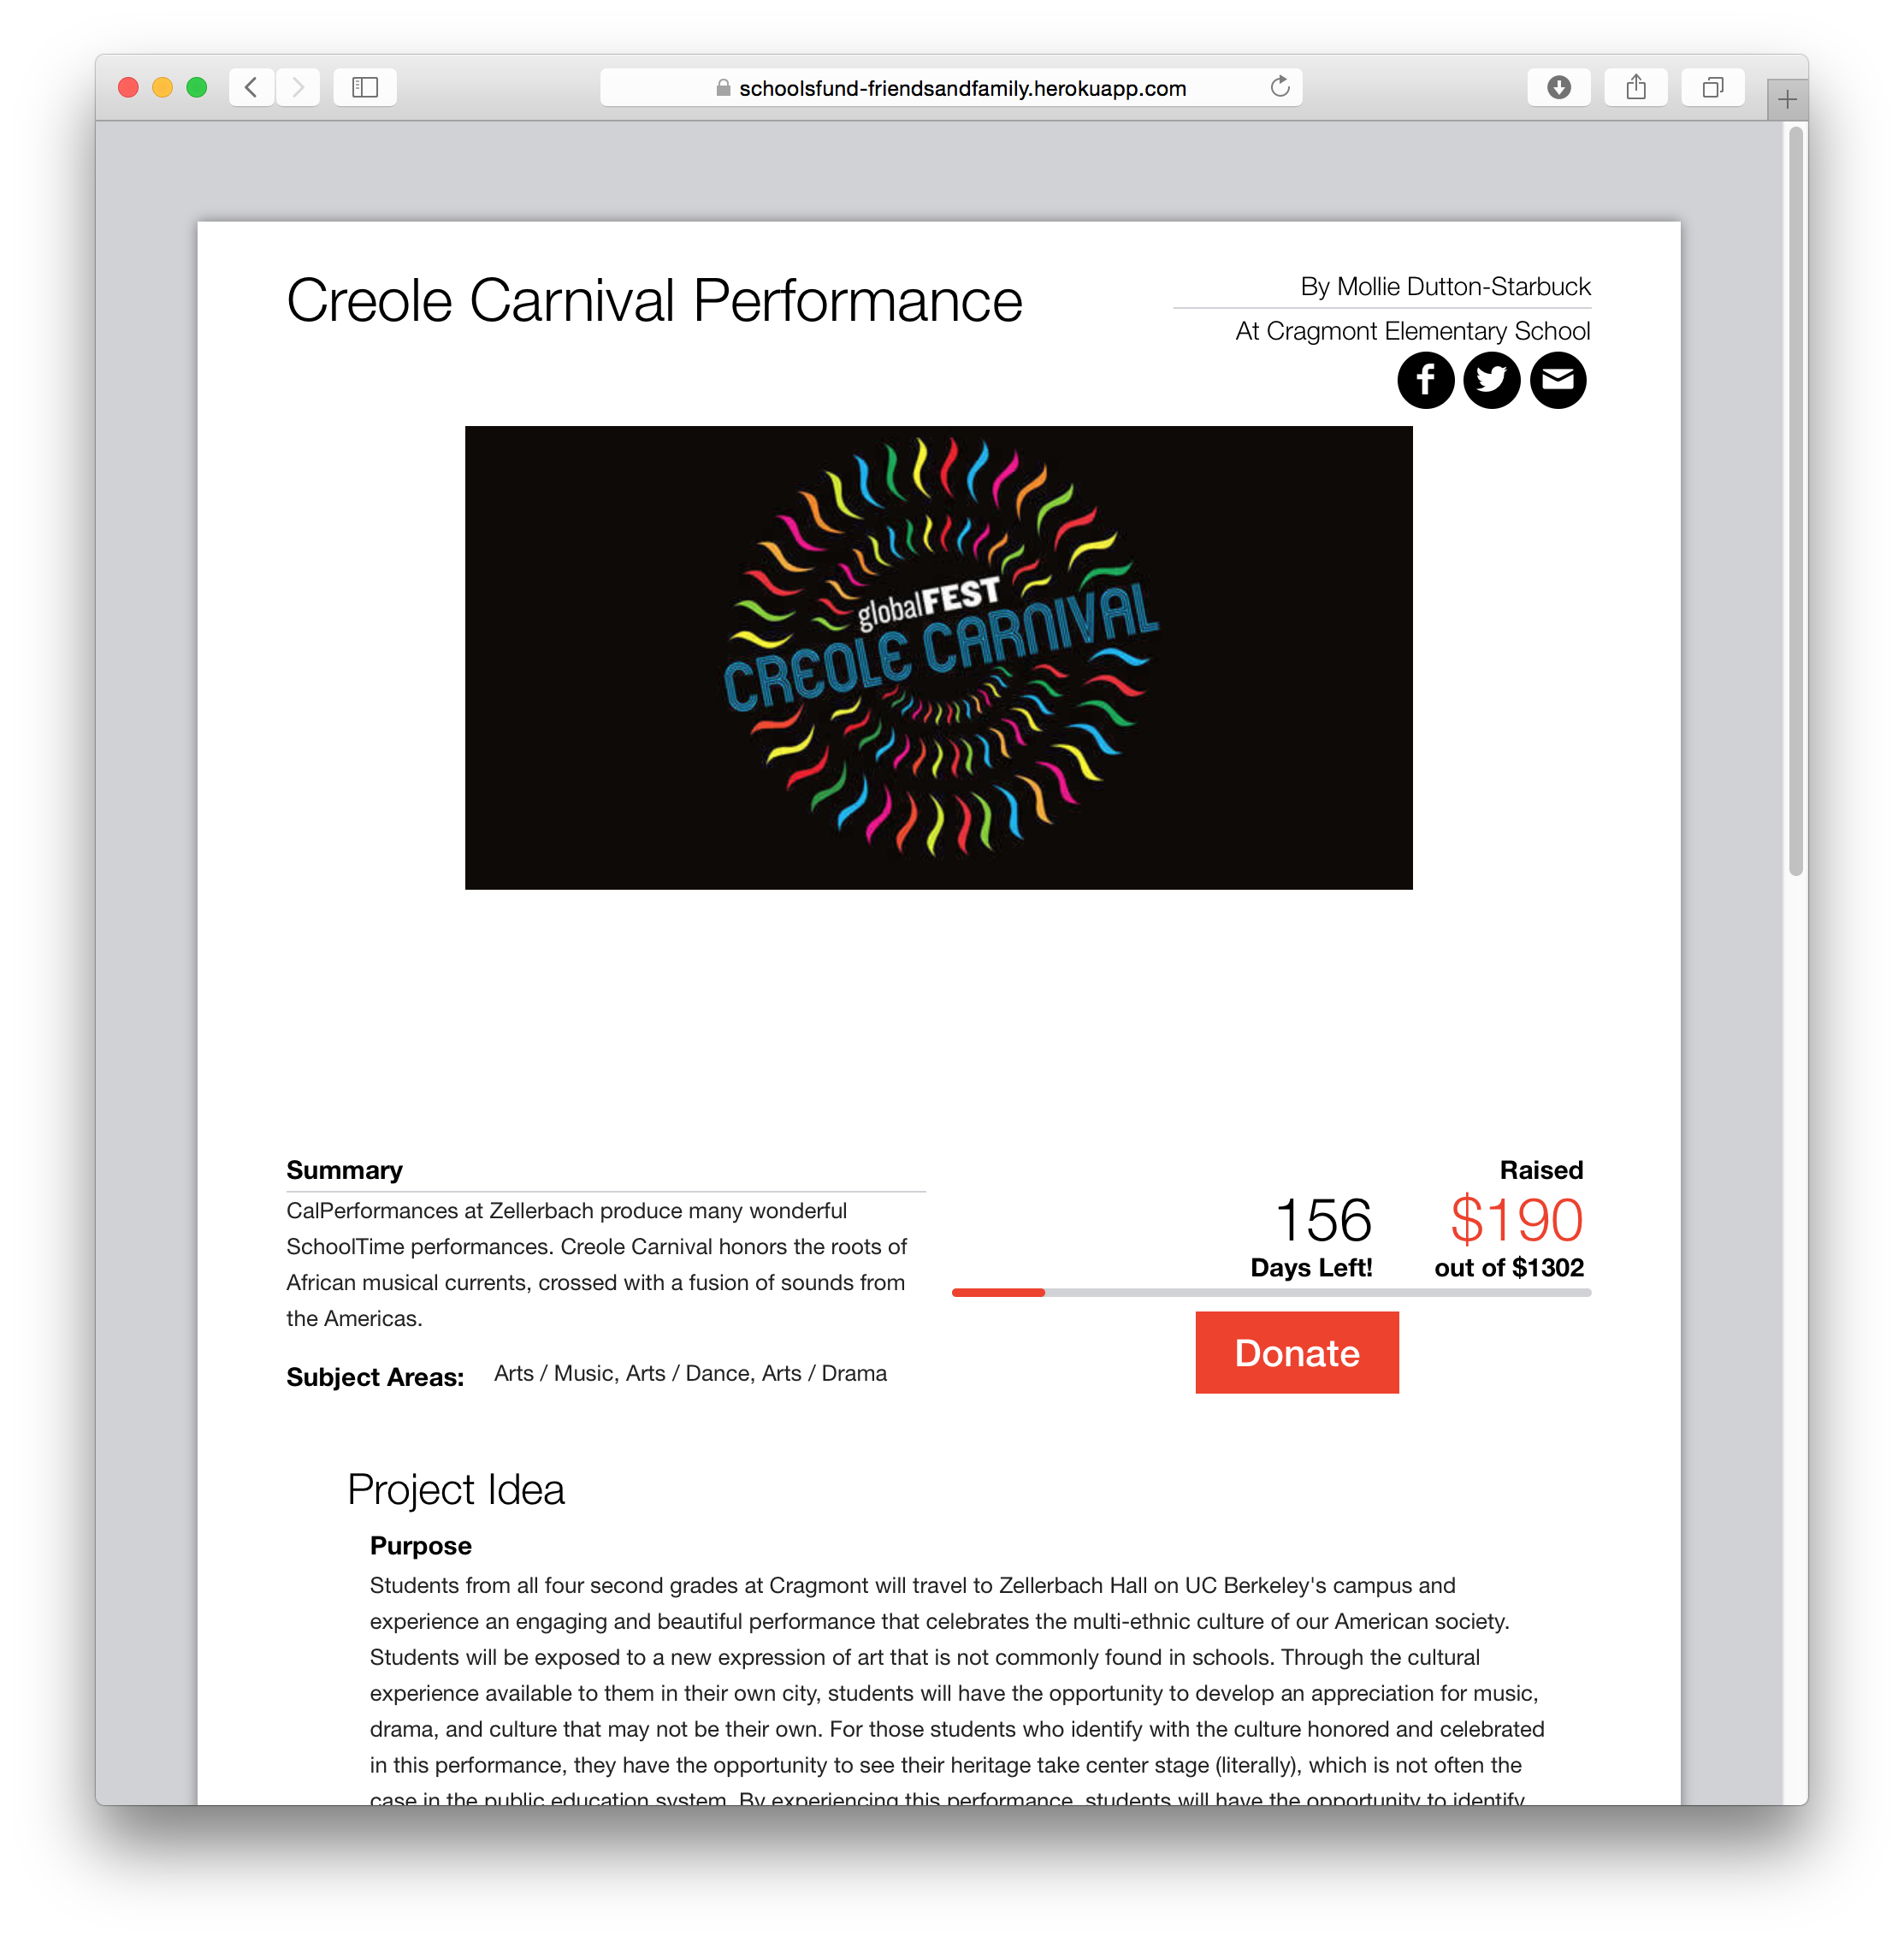 schoolsfund-friendsandfamily.herokuapp.com
Creole Carnival Performance
By Mollie Dutton-Starbuck
At Cragmont Elementary School
globalFEST
CREOLE CARNIVAL
Summary
CalPerformances at Zellerbach produce many wonderful
SchoolTime performances. Creole Carnival honors the roots of
African musical currents, crossed with a fusion of sounds from
the Americas.
Subject Areas: Arts / Music, Arts / Dance, Arts / Drama
Raised
156 $190
Days Left! out of $1302
Donate
Project Idea
Purpose
Students from all four second grades at Cragmont will travel to Zellerbach Hall on UC Berkeley's campus and
experience an engaging and beautiful performance that celebrates the multi-ethnic culture of our American society.
Students will be exposed to a new expression of art that is not commonly found in schools. Through the cultural
experience available to them in their own city, students will have the opportunity to develop an appreciation for music,
drama, and culture that may not be their own. For those students who identify with the culture honored and celebrated
in this performance, they have the opportunity to see their heritage take center stage (literally), which is not often the
case in the public education system. By experiencing this performance, students will have the opportunity to identify